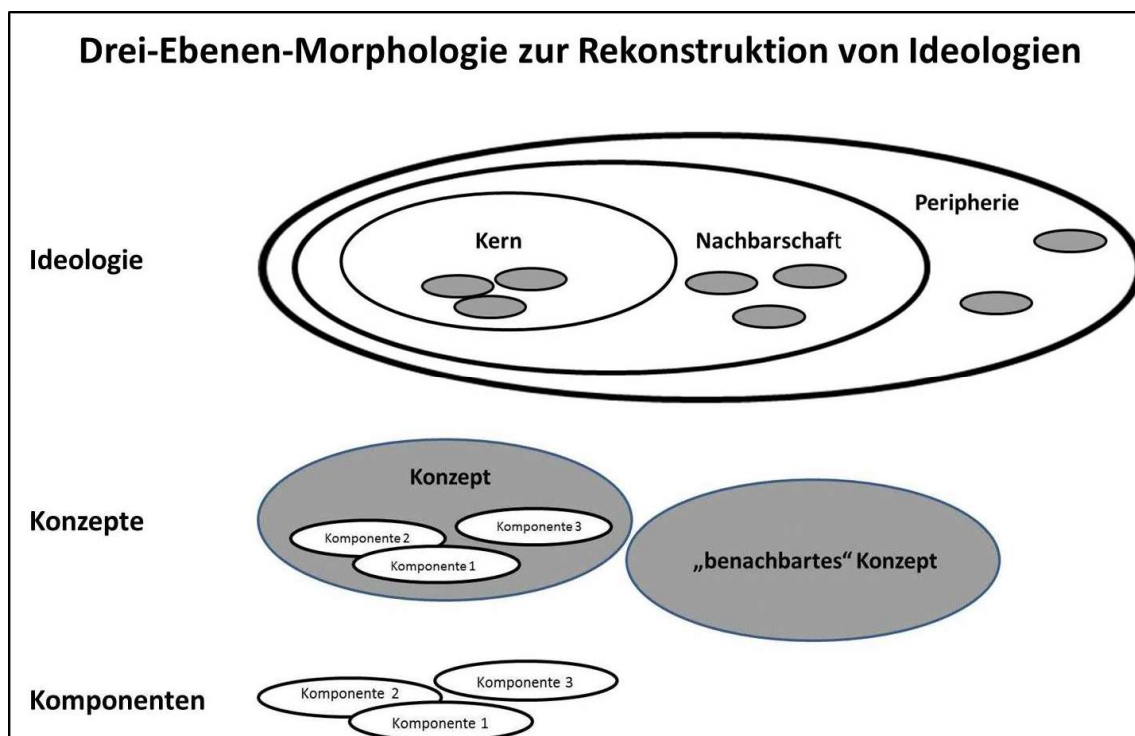 Drei-Ebenen-Morphologie zur Rekonstruktion von Ideologien
Peripherie
Kern
Nachbarschaft
Ideologie
Konzept
Konzepte
Komponente 3
Komponente 2
Komponente 1
„benachbartes“ Konzept
Komponenten
Komponente 3
Komponente 2
Komponente 1